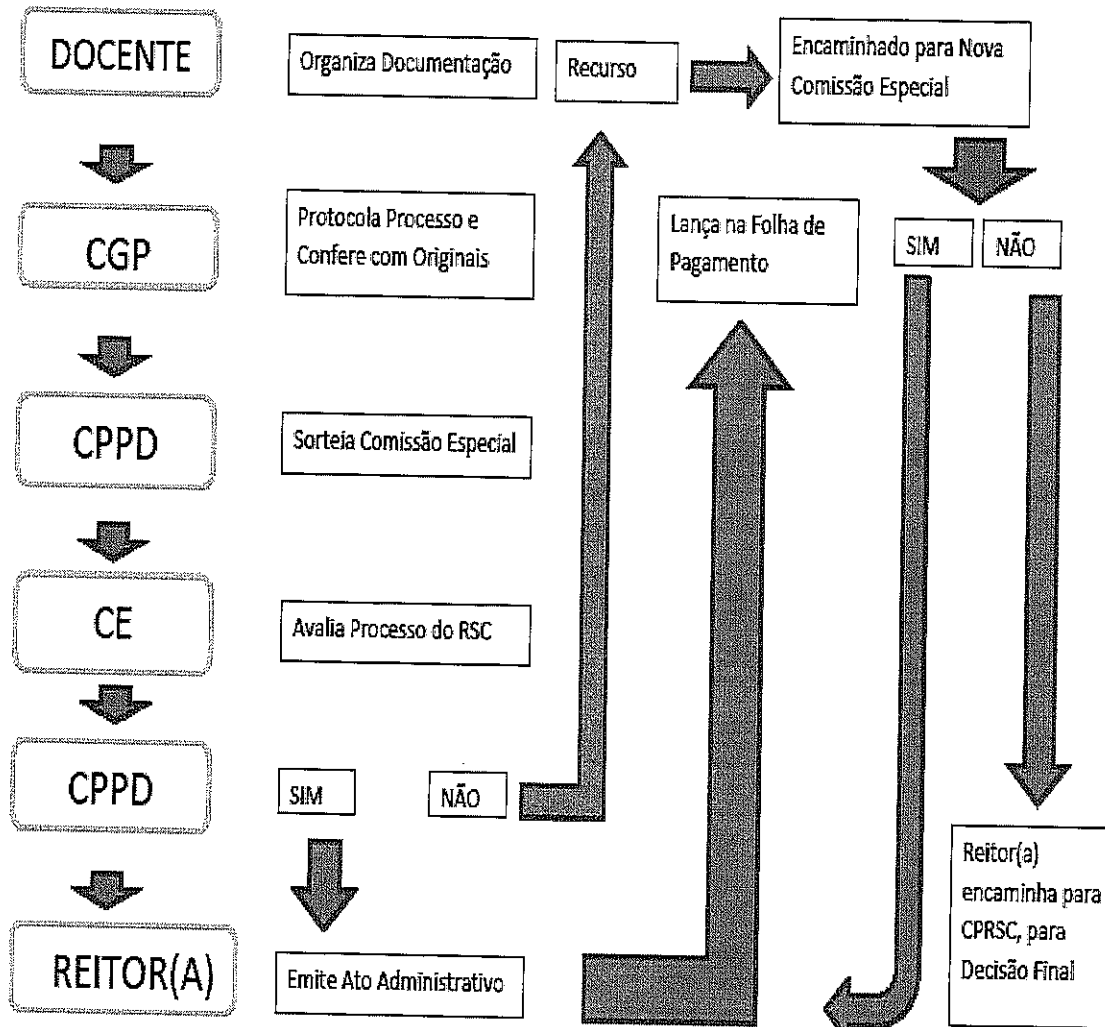 DOCENTE
Organiza Documentação
Recurso
Encaminhado para Nova
Comissão Especial
CGP
Protocola Processo e
Confere com Originais
Lança na Folha de
Pagamento
SIM
NÃO
CPPD
Sorteia Comissão Especial
CE
Avalia Processo do RSC
CPPD
SIM
NÃO
Reitor(a)
encaminha para
CPRSC, para
Decisão Final
REITOR(A)
Emite Ato Administrativo